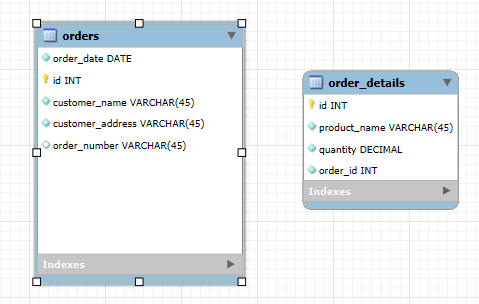 orders
order_date DATE
id INT
customer_name VARCHAR(45)
customer_address VARCHAR(45)
order_number VARCHAR(45)
Indexes
order_details
id INT
product_name VARCHAR(45)
quantity DECIMAL
order_id INT
Indexes